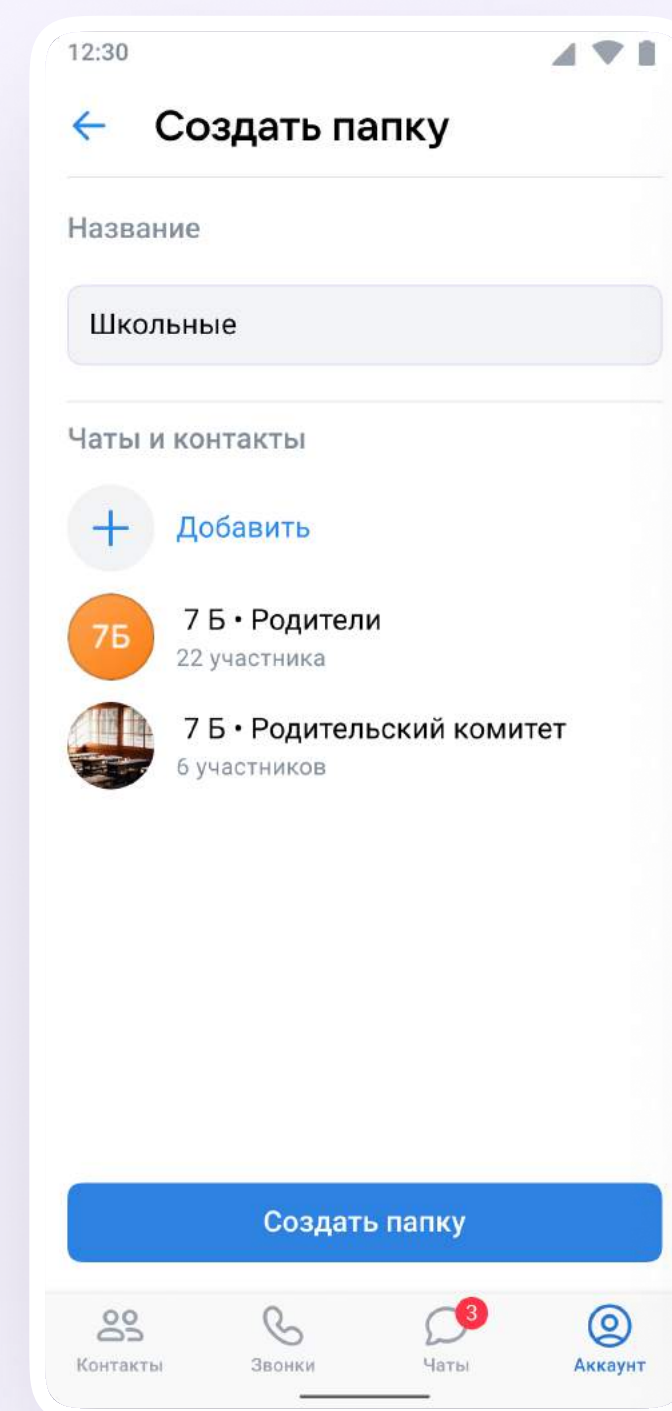 12:30
Создать папку
Название
Школьные
Чаты и контакты
Добавить
7Б
7 Б • Родители
22 участника
7 Б • Родительский комитет
6 участников
Создать папку
3
Контакты Звонки Чаты Аккаунт